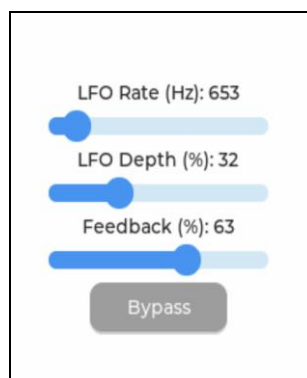 LFO Rate (Hz): 653
LFO Depth (%): 32
Feedback (%): 63
Bypass